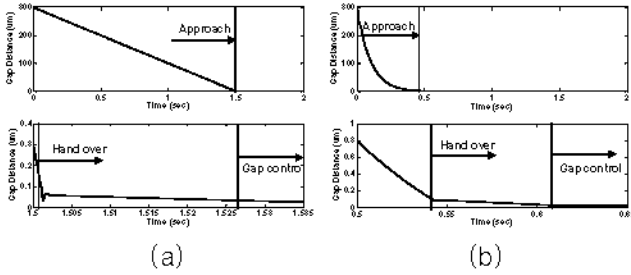 300
200
100
0
Gap Distance (um)
Approach
0 0.5 1 1.5 2
Time (sec)
300
200
100
0
Gap Distance (um)
Approach
0 0.5 1 1.5 2
Time (sec)
0.4
0.3
0.2
0.1
Gap Distance (um)
Hand over
Gap control
1.5 1.505 1.51 1.515 1.52 1.525 1.53 1.535
Time (sec)
1
0.8
0.6
0.4
0.2
0
Gap Distance (um)
Hand over
Gap control
0.5 0.55
Time (sec)
(a)
(b)